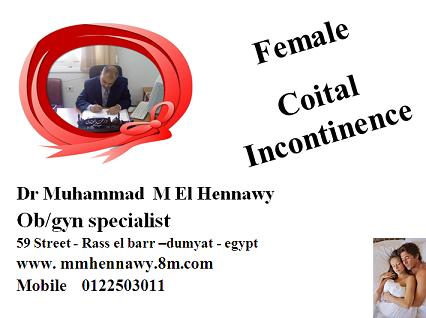 Female
Coital
Incontinence
Dr Muhammad M El Hennawy
Ob/gyn specialist
59 Street - Rass el barr –dumyat - egypt
www. mmhennawy.8m.com
Mobile 0122503011